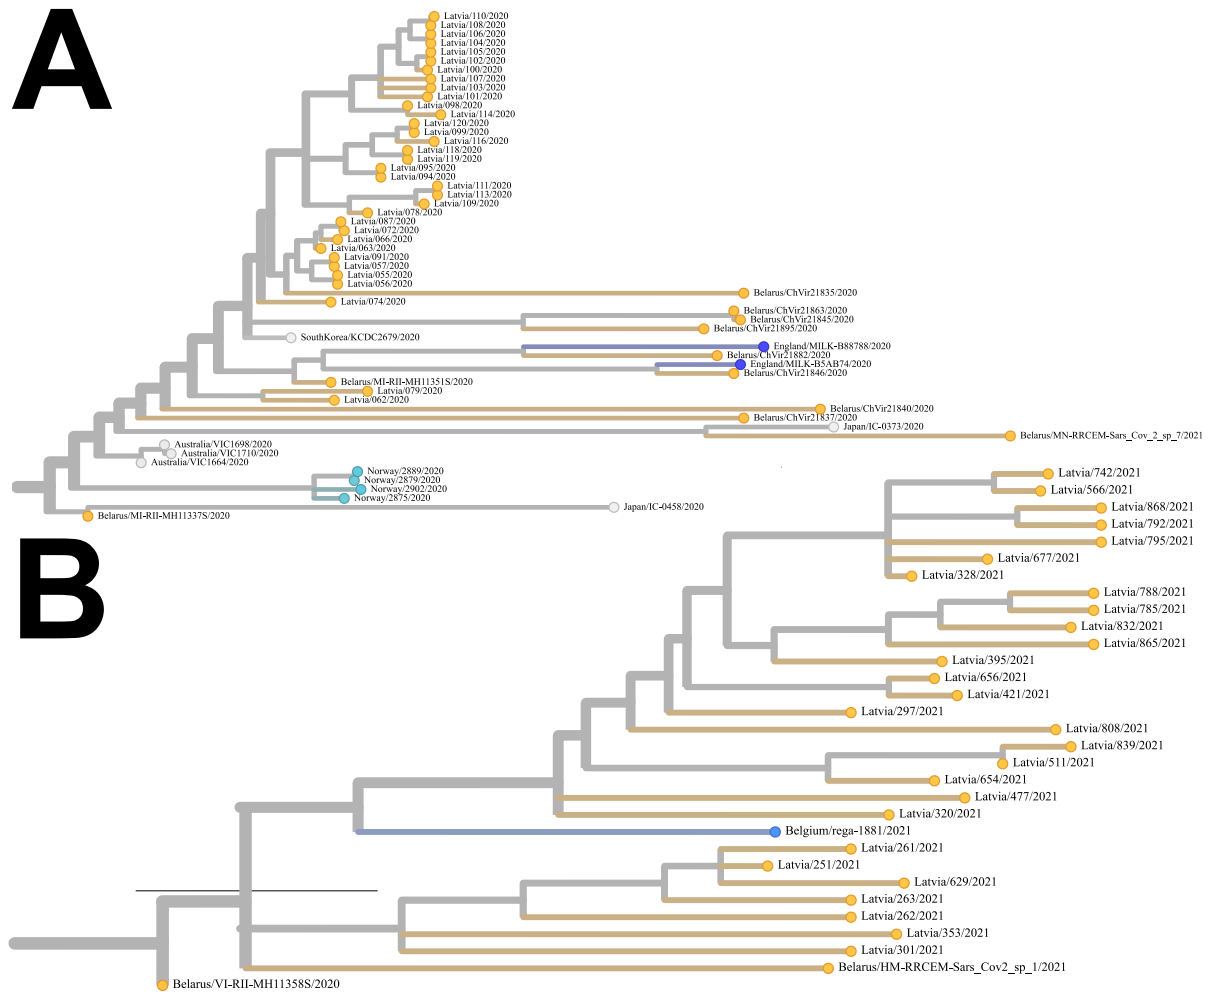 A
Latvia/110/2020
Latvia/108/2020
Latvia/106/2020
Latvia/104/2020
Latvia/105/2020
Latvia/102/2020
Latvia/100/2020
Latvia/107/2020
Latvia/103/2020
Latvia/101/2020
Latvia/098/2020
Latvia/114/2020
Latvia/120/2020
Latvia/099/2020
Latvia/116/2020
Latvia/118/2020
Latvia/119/2020
Latvia/095/2020
Latvia/094/2020
Latvia/111/2020
Latvia/113/2020
Latvia/109/2020
Latvia/078/2020
Latvia/087/2020
Latvia/072/2020
Latvia/066/2020
Latvia/063/2020
Latvia/091/2020
Latvia/057/2020
Latvia/055/2020
Latvia/056/2020
Belarus/ChVir21835/2020
Latvia/074/2020
Belarus/ChVir21863/2020
Belarus/ChVir21845/2020
Belarus/ChVir21895/2020
SouthKorea/KCDC2679/2020
England/MILK-B88788/2020
Belarus/ChVir21882/2020
England/MILK-B5AB74/2020
Belarus/ChVir21846/2020
Belarus/MI-RII-MH11351S/2020
Latvia/079/2020
Latvia/062/2020
Belarus/ChVir21840/2020
Belarus/ChVir21837/2020
Japan/IC-0373/2020
Belarus/MN-RRCEM-Sars_Cov_2_sp_7/2021
Australia/VIC1698/2020
Australia/VIC1710/2020
Australia/VIC1664/2020
Norway/2889/2020
Norway/2879/2020
Norway/2902/2020
Norway/2875/2020
Japan/IC-0458/2020
Belarus/MI-RII-MH11337S/2020
B
Latvia/742/2021
Latvia/566/2021
Latvia/868/2021
Latvia/792/2021
Latvia/795/2021
Latvia/677/2021
Latvia/328/2021
Latvia/788/2021
Latvia/785/2021
Latvia/832/2021
Latvia/865/2021
Latvia/395/2021
Latvia/656/2021
Latvia/421/2021
Latvia/297/2021
Latvia/808/2021
Latvia/839/2021
Latvia/511/2021
Latvia/654/2021
Latvia/477/2021
Latvia/320/2021
Belgium/rega-1881/2021
Latvia/261/2021
Latvia/251/2021
Latvia/629/2021
Latvia/263/2021
Latvia/262/2021
Latvia/353/2021
Latvia/301/2021
Belarus/HM-RRCEM-Sars_Cov2_sp_1/2021
Belarus/VI-RII-MH11358S/2020